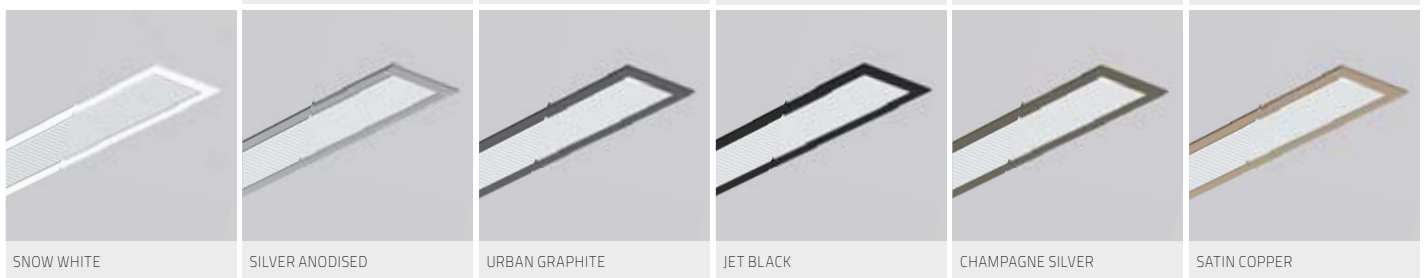 SNOW WHITE
SILVER ANODISED
URBAN GRAPHITE
JET BLACK
CHAMPAGNE SILVER
SATIN COPPER